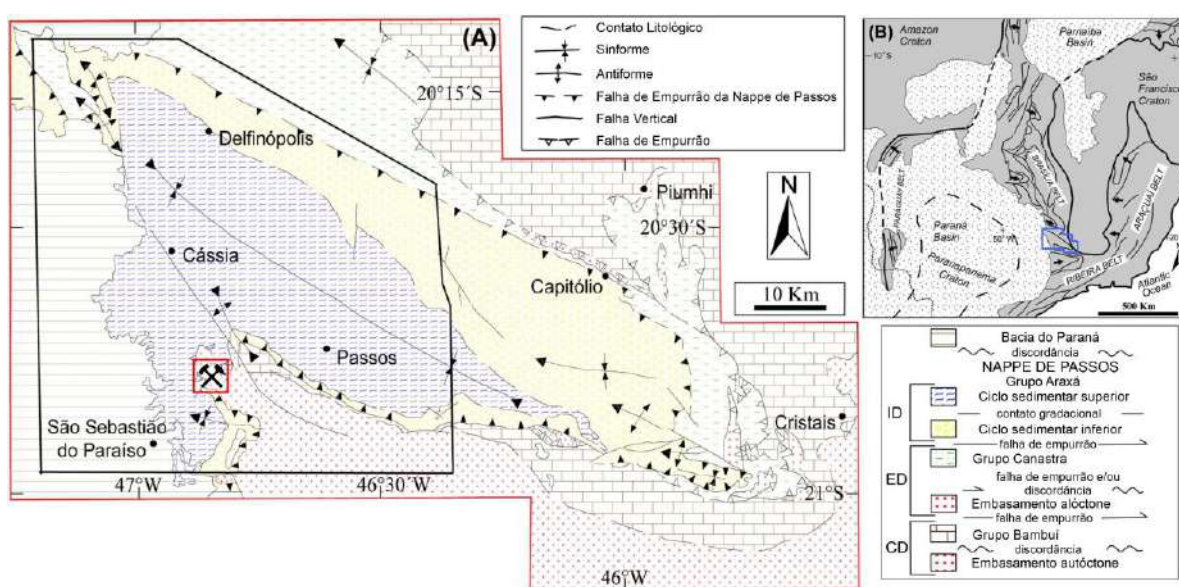 (A)
20°15´S
Delfinópolis
Piumhi
20°30´S
Cássia
Capitólio
10 Km
N
Passos
São Sebastião
do Paraíso
Cristais
47°W
46°30´W
21°S
46°W
Contato Litológico
Sinforme
Antiforme
Falha de Empurrão da Nappe de Passos
Falha Vertical
Falha de Empurrão
(B)
Amazon
Craton
Parnaíba
Basin
10°S
São
Francisco
Craton
BRASÍLIA BELT
PARAGUAY BELT
ARAÇUAÍ BELT
Paraná
Basin
50°W
Paranapanema
Craton
RIBEIRA BELT
Atlantic
Ocean
500 Km
Bacia do Paraná
discordância
NAPPE DE PASSOS
Grupo Araxá
ID
Ciclo sedimentar superior
contato gradacional
Ciclo sedimentar inferior
falha de empurrão
ED
Grupo Canastra
falha de empurrão e/ou
discordância
Embasamento alóctone
falha de empurrão
CD
Grupo Bambuí
discordância
Embasamento autóctone